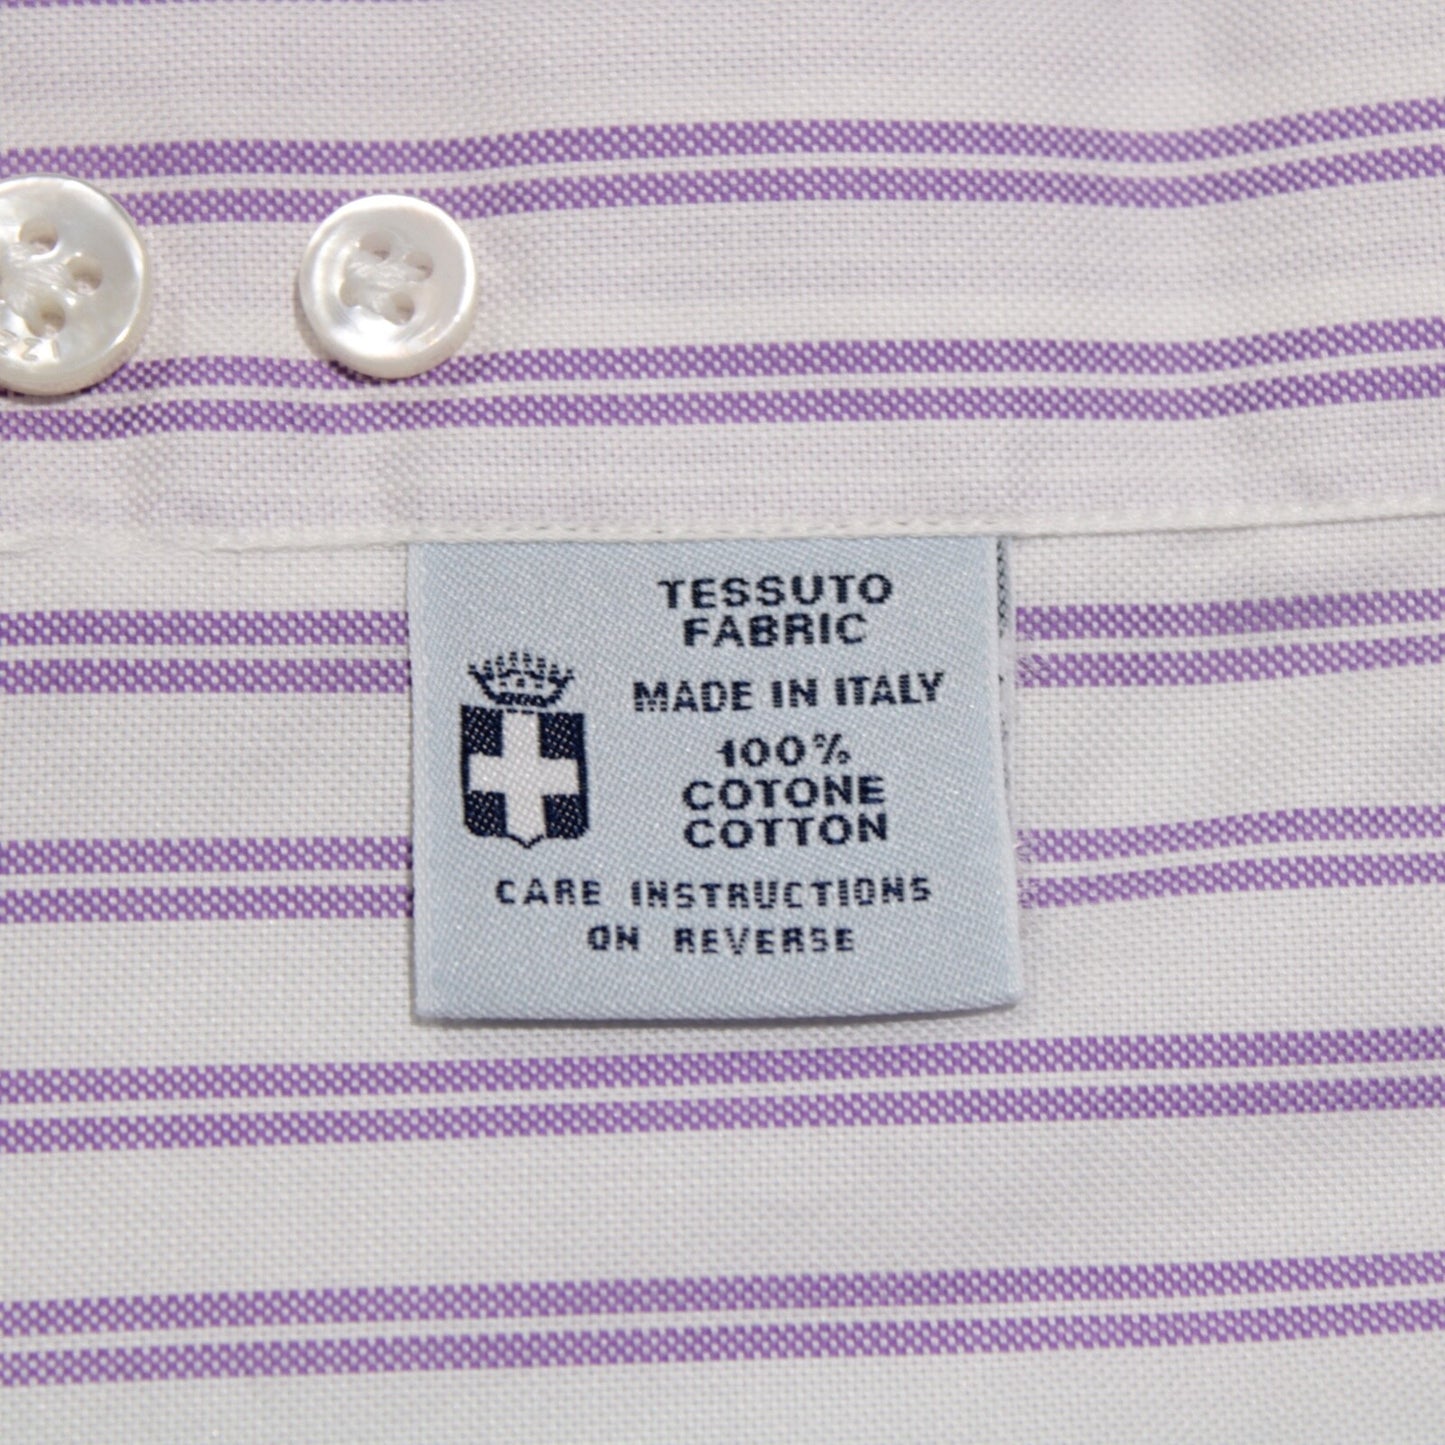 TESSUTO
FABRIC
MADE IN ITALY
100%
COTONE
COTTON
CARE INSTRUCTIONS
ON REVERSE